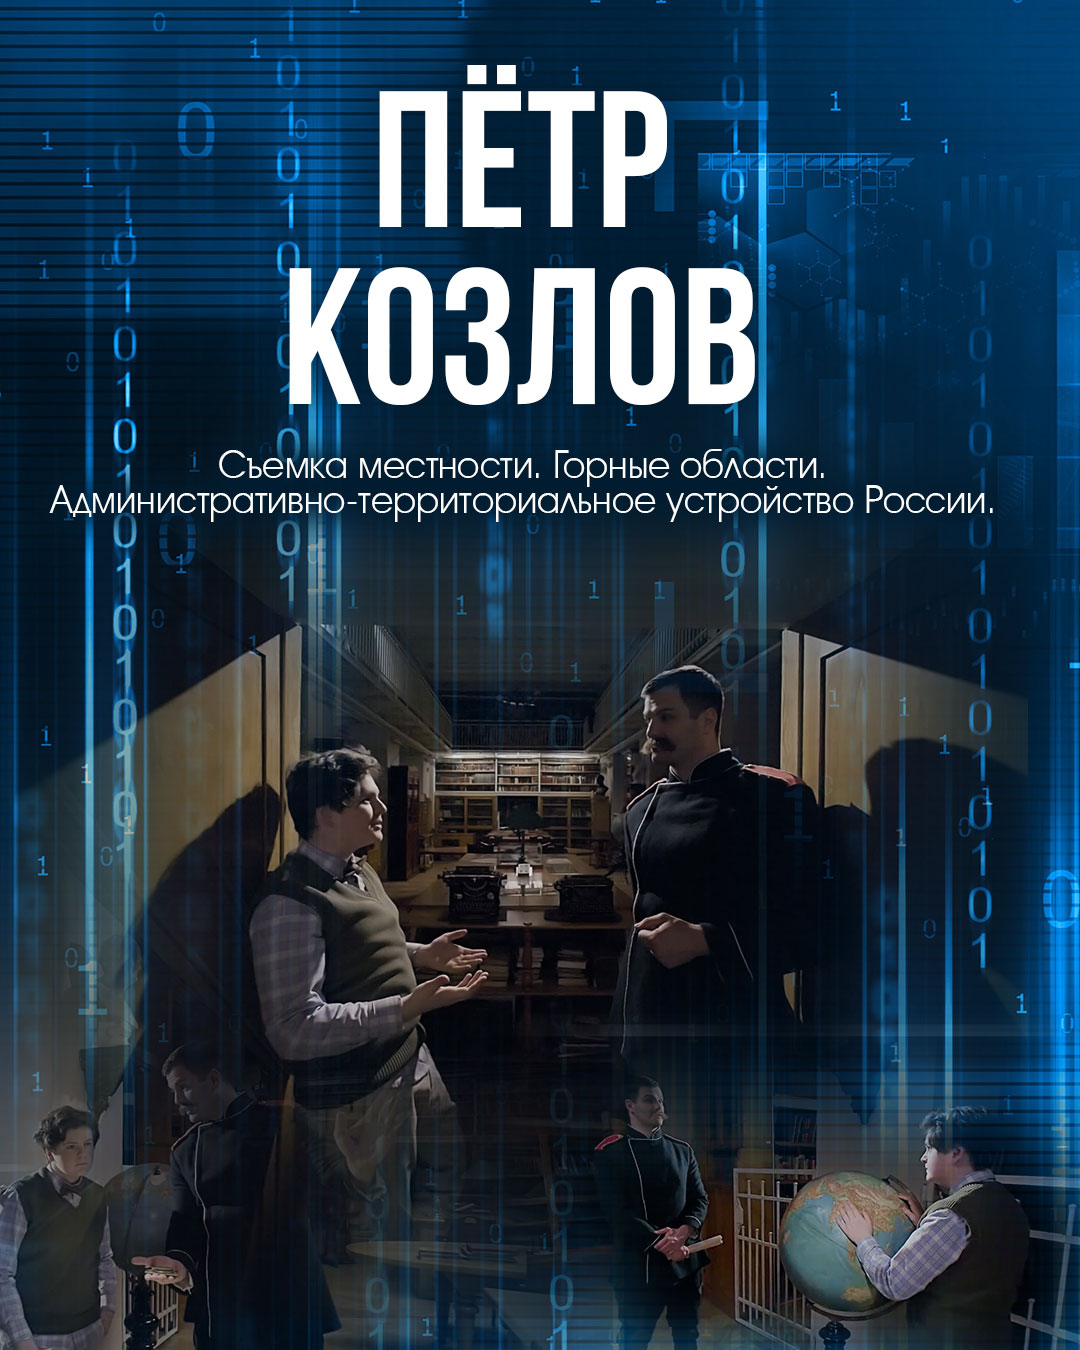 ПЁТР
КОЗЛОВ
Съемка местности. Горные области.
Административно-территориальное устройство России.